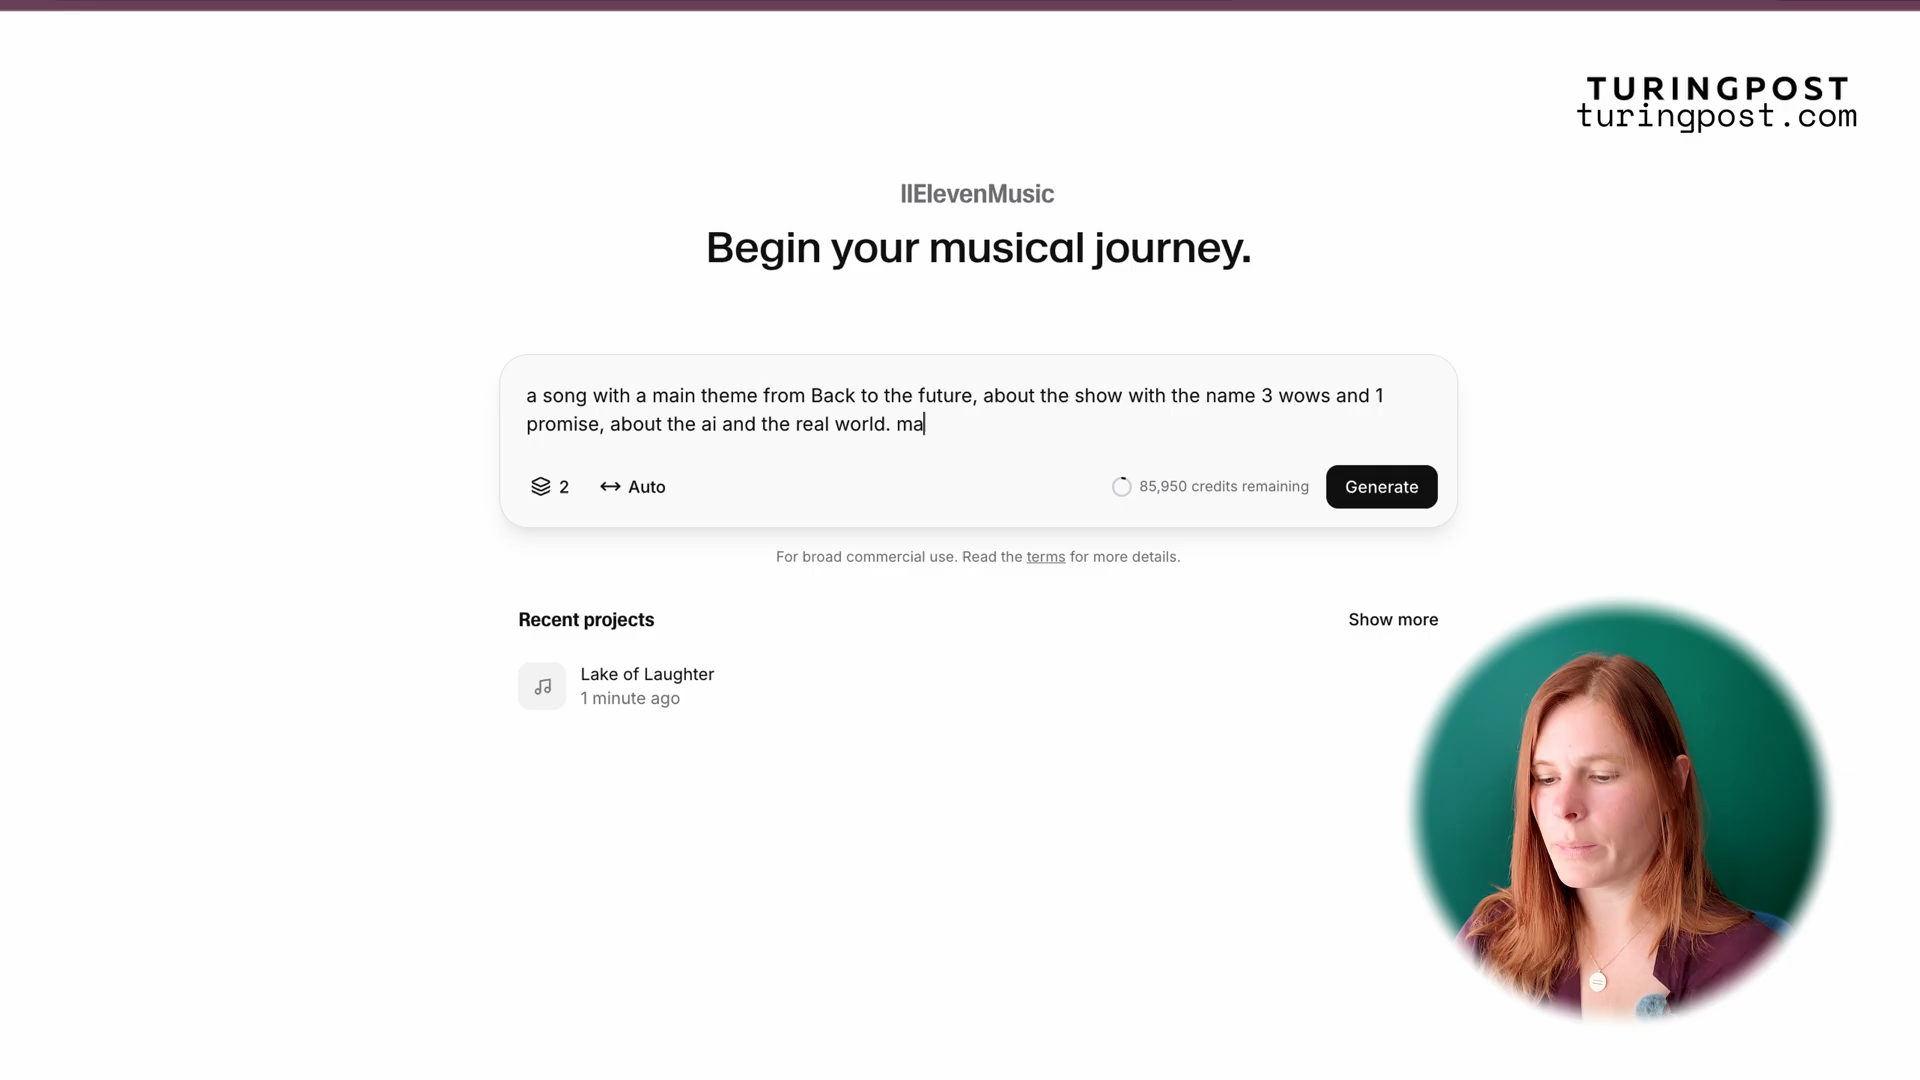 TURINGPOST
turingpost.com
IIElevenMusic
Begin your musical journey.
a song with a main theme from Back to the future, about the show with the name 3 wows and 1
promise, about the ai and the real world. ma
2 Auto 85,950 credits remaining Generate
For broad commercial use. Read the terms for more details.
Recent projects Show more
Lake of Laughter
1 minute ago